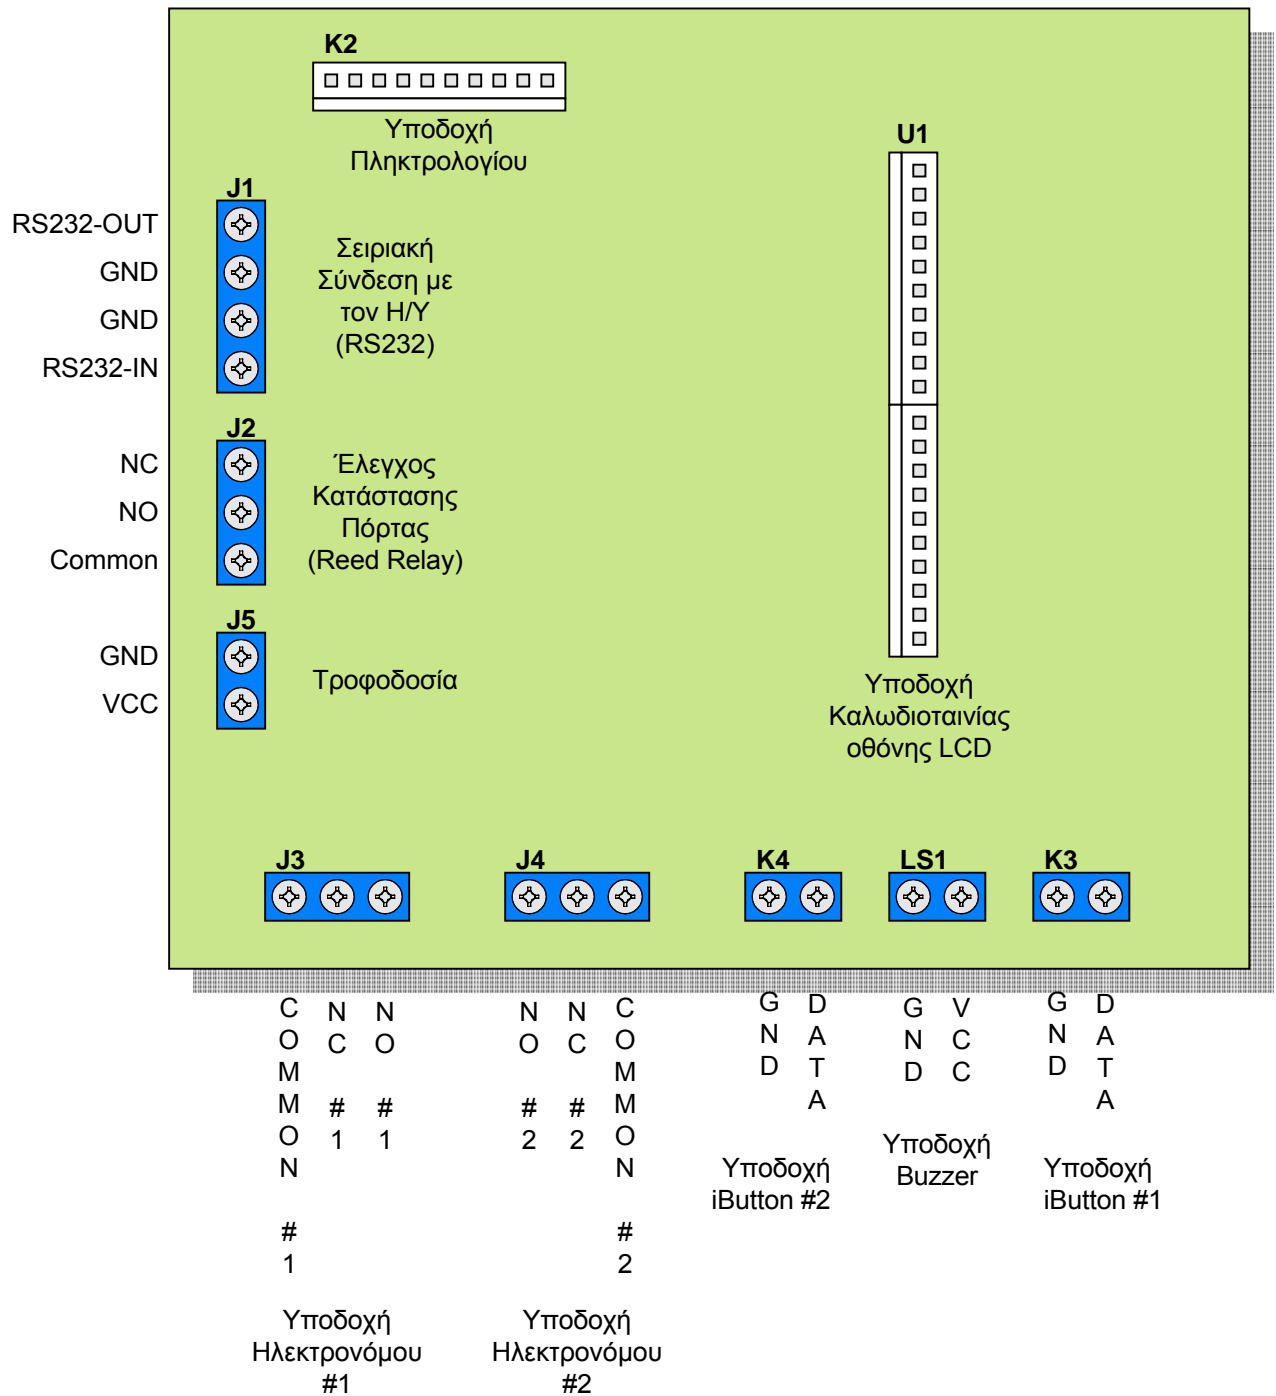 K2
Υποδοχή
Πληκτρολογίου
U1
J1
RS232-OUT
GND
GND
RS232-IN
Σειριακή
Σύνδεση με
τον Η/Υ
(RS232)
J2
NC
NO
Common
Έλεγχος
Κατάστασης
Πόρτας
(Reed Relay)
J5
GND
VCC
Τροφοδοσία
Υποδοχή
Καλωδιοταινίας
οθόνης LCD
J3
J4
K4
LS1
K3
COMMON #1
NC #1
NO #1
NO #2
NC #2
COMMON #2
GND
DATA
GND
VCC
GND
DATA
Υποδοχή
iButton #2
Υποδοχή
Buzzer
Υποδοχή
iButton #1
Υποδοχή
Ηλεκτρονόμου
#1
Υποδοχή
Ηλεκτρονόμου
#2